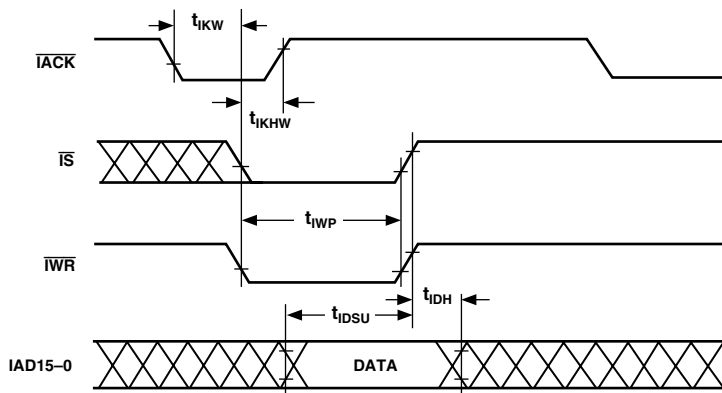 tIKW
IACK
tIKHW
IS
tIWP
IWR
tIDH
tIDSU
IAD15–0
DATA